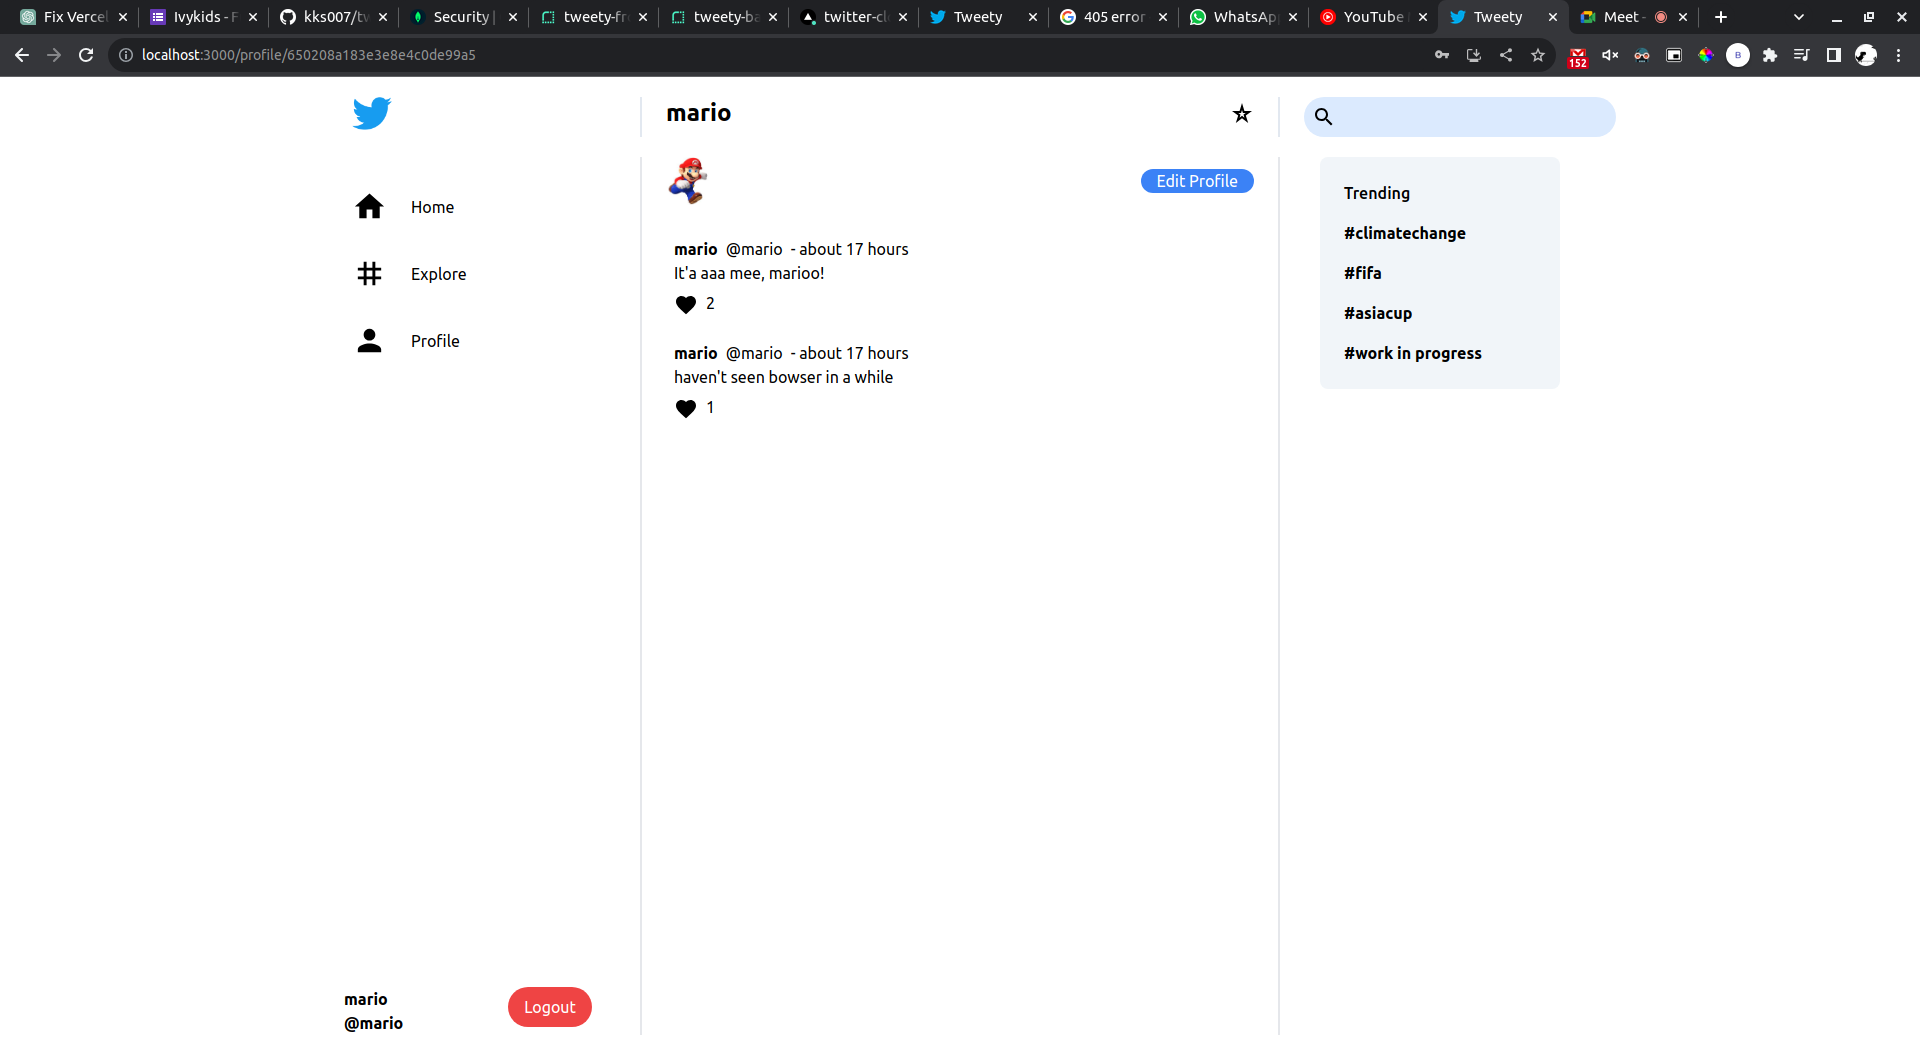 Fix Vercel
Ivykids - F
kks007/tw
Security |
tweety-fr
tweety-ba
twitter-cl
Tweety
405 error
WhatsApp
YouTube
Tweety
Meet -
localhost:3000/profile/650208a183e3e8e4c0de99a5
152
B
mario
Home
Explore
Profile
Edit Profile
mario @mario - about 17 hours
It'a aaa mee, marioo!
2
mario @mario - about 17 hours
haven't seen bowser in a while
1
Trending
#climatechange
#fifa
#asiacup
#work in progress
mario
@mario
Logout